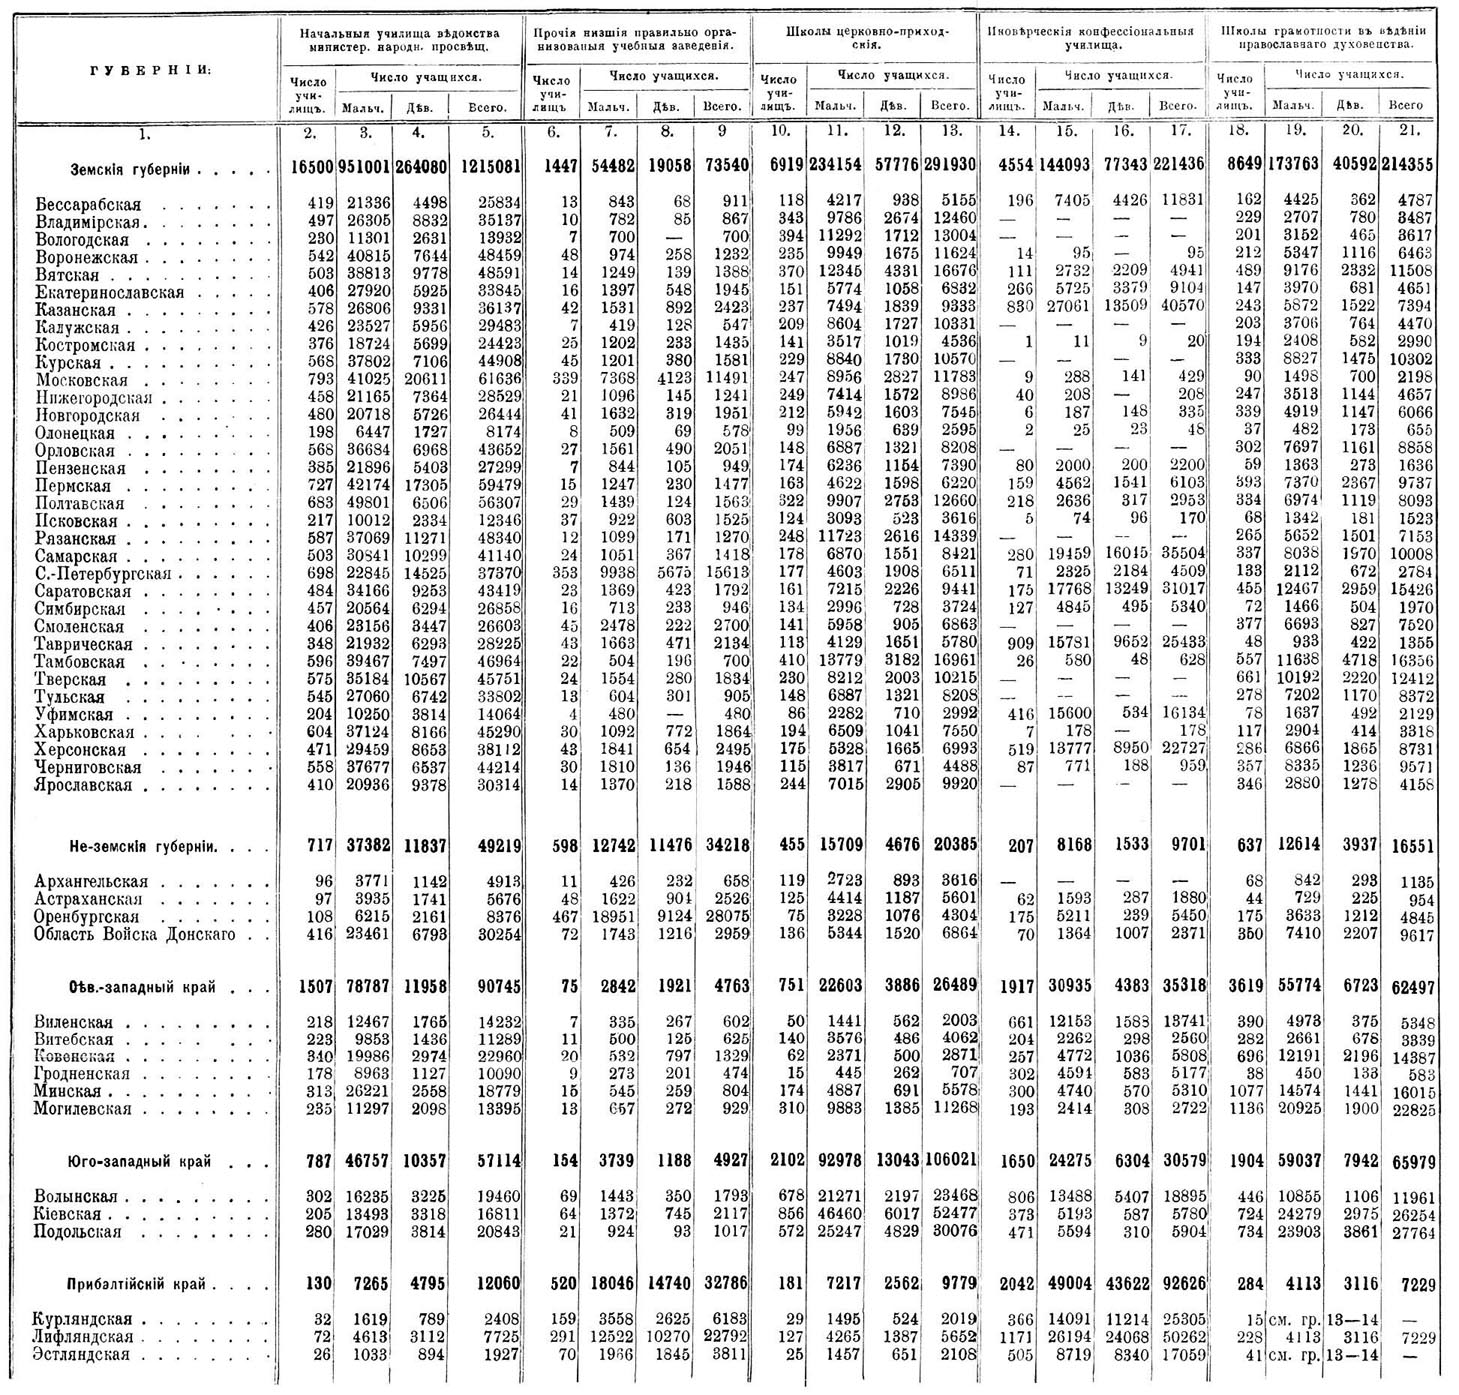 ГУБЕРНІИ: Начальныя училища вѣдомства министер. народн. просвѣщ. Прочія низшія правильно организованыя учебныя заведенія. Школы церковно-приходскія. Иновѣрческія конфессіональныя училища. Школы грамотности въ вѣдѣніи православнаго духовенства.
Число училищъ. Число учащихся. Число училищъ Число учащихся. Число училищъ. Число учащихся. Число училищъ. Число учащихся. Число училищъ. Число учащихся.
Мальч. Дѣв. Всего. Мальч. Дѣв. Всего. Мальч. Дѣв. Всего. Мальч. Дѣв. Всего. Мальч. Дѣв. Всего
1. 2. 3. 4. 5. 6. 7. 8. 9 10. 11. 12. 13. 14. 15. 16. 17. 18. 19. 20. 21.
Земскія губерніи 16500 951001 264080 1215081 1447 54482 19058 73540 6919 234154 57776 291930 4554 144093 77343 221436 8649 173763 40592 214355
Бессарабская 419 21336 4498 25834 13 843 68 911 118 4217 938 5155 196 7405 4426 11831 162 4425 362 4787
Владимірская 497 26305 8832 35137 10 782 85 867 343 9786 2674 12460 — — — — 229 2707 780 3487
Вологодская 230 11301 2631 13932 7 700 — 700 394 11292 1712 13004 — — — — 201 3152 465 3617
Воронежская 542 40815 7644 48459 48 974 258 1232 235 9949 1675 11624 14 95 — 95 212 5347 1116 6463
Вятская 503 38813 9778 48591 14 1249 139 1388 370 12345 4331 16676 111 2732 2209 4941 489 9176 2332 11508
Екатеринославская 406 27920 5925 33845 16 1397 548 1945 151 5774 1058 6832 266 5725 3379 9104 147 3970 681 4651
Казанская 578 26806 9331 36137 42 1531 892 2423 237 7494 1839 9333 830 27061 13509 40570 243 5872 1522 7394
Калужская 426 23527 5956 29483 7 419 128 547 209 8604 1727 10331 — — — — 203 3706 764 4470
Костромская 376 18724 5699 24423 25 1202 233 1435 141 3517 1019 4536 1 11 9 20 194 2408 582 2990
Курская 568 37802 7106 44908 45 1201 380 1581 229 8840 1730 10570 — — — — 333 8827 1475 10302
Московская 793 41025 20611 61636 339 7368 4123 11491 247 8956 2827 11783 9 288 141 429 90 1498 700 2198
Нижегородская 458 21165 7364 28529 21 1096 145 1241 249 7414 1572 8986 40 208 — 208 247 3513 1144 4657
Новгородская 480 20718 5726 26444 41 1632 319 1951 212 5942 1603 7545 6 187 148 335 339 4919 1147 6066
Олонецкая 198 6447 1727 8174 8 509 69 578 99 1956 639 2595 2 25 23 48 37 482 173 655
Орловская 568 36684 6968 43652 27 1561 490 2051 148 6887 1321 8208 — — — — 302 7697 1161 8858
Пензенская 385 21896 5403 27299 7 844 105 949 174 6236 1154 7390 80 2000 200 2200 59 1363 273 1636
Пермская 727 42174 17305 59479 15 1247 230 1477 163 4622 1598 6220 159 4562 1541 6103 393 7370 2367 9737
Полтавская 683 49801 6506 56307 29 1439 124 1563 322 9907 2753 12660 218 2636 317 2953 334 6974 1119 8093
Псковская 217 10012 2334 12346 37 922 603 1525 124 3093 523 3616 5 74 96 170 68 1342 181 1523
Рязанская 587 37069 11271 48340 12 1099 171 1270 248 11723 2616 14339 — — — — 265 5652 1501 7153
Самарская 503 30841 10299 41140 24 1051 367 1418 178 6870 1551 8421 280 19459 16045 35504 337 8038 1970 10008
С.-Петербургская 698 22845 14525 37370 353 9938 5675 15613 177 4603 1908 6511 71 2325 2184 4509 133 2112 672 2784
Саратовская 484 34166 9253 43419 23 1369 423 1792 161 7215 2226 9441 175 17768 13249 31017 455 12467 2959 15426
Симбирская 457 20564 6294 26858 16 713 233 946 134 2996 728 3724 127 4845 495 5340 72 1466 504 1970
Смоленская 406 23156 3447 26603 45 2478 222 2700 141 5958 905 6863 — — — — 377 6693 827 7520
Таврическая 348 21932 6293 28225 43 1663 471 2134 113 4129 1651 5780 909 15781 9652 25433 48 933 422 1355
Тамбовская 596 39467 7497 46964 22 504 196 700 410 13779 3182 16961 26 580 48 628 557 11638 4718 16356
Тверская 575 35184 10567 45751 24 1554 280 1834 230 8212 2003 10215 — — — — 661 10192 2220 12412
Тульская 545 27060 6742 33802 13 604 301 905 148 6887 1321 8208 — — — — 278 7202 1170 8372
Уфимская 204 10250 3814 14064 4 480 — 480 86 2282 710 2992 416 15600 534 16134 78 1637 492 2129
Харьковская 604 37124 8166 45290 30 1092 772 1864 194 6509 1041 7550 7 178 — 178 117 2904 414 3318
Херсонская 471 29459 8653 38112 43 1841 654 2495 175 5328 1665 6993 519 13777 8950 22727 286 6866 1865 8731
Черниговская 558 37677 6537 44214 30 1810 136 1946 115 3817 671 4488 87 771 188 959 357 8335 1236 9571
Ярославская 410 20936 9378 30314 14 1370 218 1588 244 7015 2905 9920 — — — — 346 2880 1278 4158
Не-земскія губерніи 717 37382 11837 49219 598 12742 11476 34218 455 15709 4676 20385 207 8168 1533 9701 637 12614 3937 16551
Архангельская 96 3771 1142 4913 11 426 232 658 119 2723 893 3616 — — — — 68 842 293 1135
Астраханская 97 3935 1741 5676 48 1622 904 2526 125 4414 1187 5601 62 1593 287 1880 44 729 225 954
Оренбургская 108 6215 2161 8376 467 18951 9124 28075 75 3228 1076 4304 175 5211 239 5450 175 3633 1212 4845
Область Войска Донскаго 416 23461 6793 30254 72 1743 1216 2959 136 5344 1520 6864 70 1364 1007 2371 350 7410 2207 9617
Сѣв.-западный край 1507 78787 11958 90745 75 2842 1921 4763 751 22603 3886 26489 1917 30935 4383 35318 3619 55774 6723 62497
Виленская 218 12467 1765 14232 7 335 267 602 50 1441 562 2003 661 12153 1588 13741 390 4973 375 5348
Витебская 223 9853 1436 11289 11 500 125 625 140 3576 486 4062 204 2262 298 2560 282 2661 678 3339
Ковенская 340 19986 2974 22960 20 532 797 1329 62 2371 500 2871 257 4772 1036 5808 696 12191 2196 14387
Гродненская 178 8963 1127 10090 9 273 201 474 15 445 262 707 302 4594 583 5177 38 450 133 583
Минская 313 26221 2558 18779 15 545 259 804 174 4887 691 5578 300 4740 570 5310 1077 14574 1441 16015
Могилевская 235 11297 2098 13395 13 657 272 929 310 9883 1385 11268 193 2414 308 2722 1136 20925 1900 22825
Юго-западный край 787 46757 10357 57114 154 3739 1188 4927 2102 92978 13043 106021 1650 24275 6304 30579 1904 59037 7942 65979
Волынская 302 16235 3225 19460 69 1443 350 1793 678 21271 2197 23468 806 13488 5407 18895 446 10855 1106 11961
Кіевская 205 13493 3318 16811 64 1372 745 2117 856 46460 6017 52477 373 5193 587 5780 724 24279 2975 26254
Подольская 280 17029 3814 20843 21 924 93 1017 572 25247 4829 30076 471 5594 310 5904 734 23903 3861 27764
Прибалтійскій край 130 7265 4795 12060 520 18046 14740 32786 181 7217 2562 9779 2042 49004 43622 92626 284 4113 3116 7229
Курляндская 32 1619 789 2408 159 3558 2625 6183 29 1495 524 2019 366 14091 11214 25305 15 см. гр. 13—14 —
Лифляндская 72 4613 3112 7725 291 12522 10270 22792 127 4265 1387 5652 1171 26194 24068 50262 228 4113 3116 7229
Эстляндская 26 1033 894 1927 70 1966 1845 3811 25 1457 651 2108 505 8719 8340 17059 41 см. гр. 13—14 —